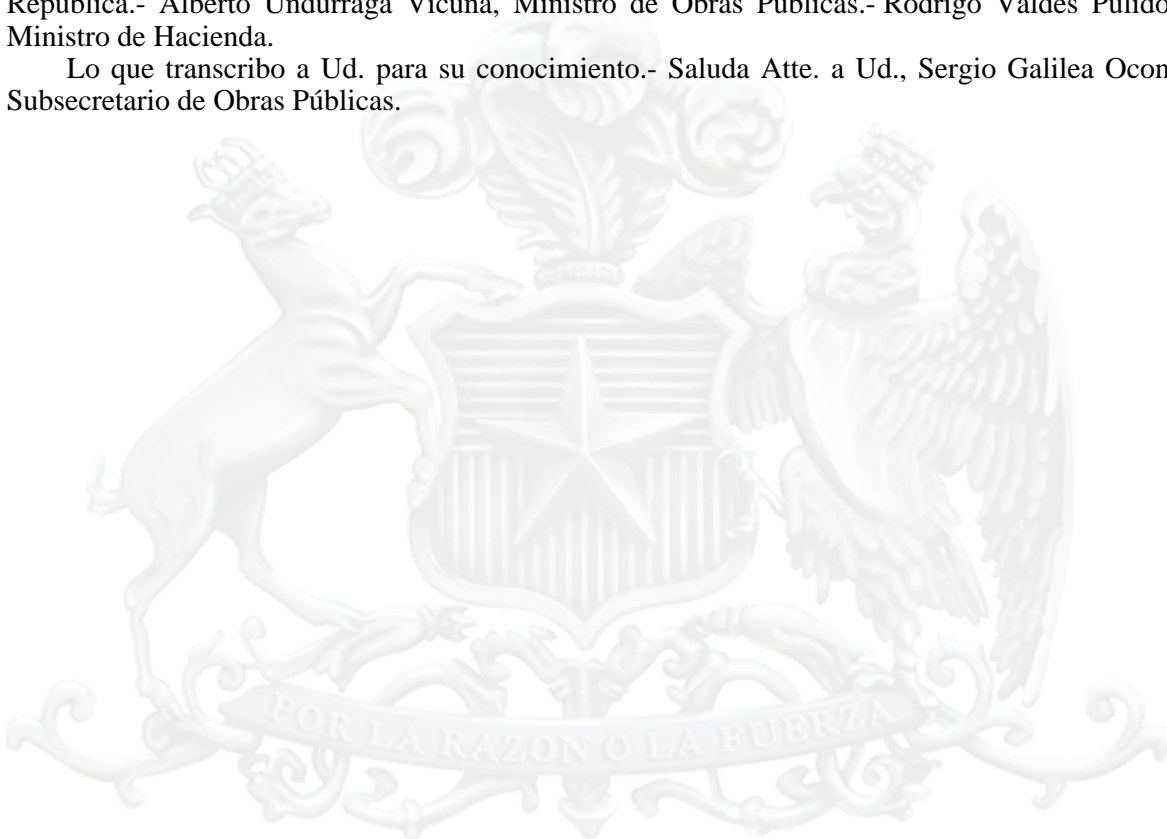 República.- Alberto Undurraga Vicuña, Ministro de Obras Públicas.- Rodrigo Valdés Pulido
Ministro de Hacienda.
Lo que transcribo a Ud. para su conocimiento.- Saluda Atte. a Ud., Sergio Galilea Ocon
Subsecretario de Obras Públicas.
POR LA RAZON O LA FUERZA